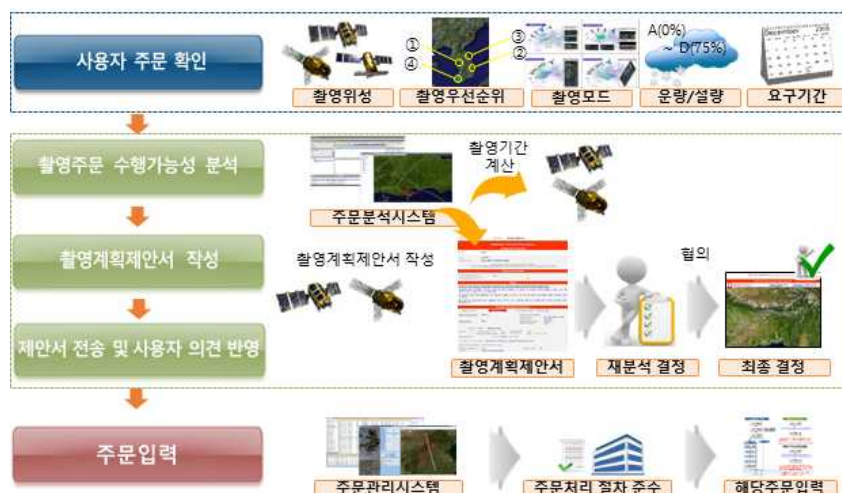 사용자 주문 확인
①
②
③
④
A(0%)
~ D(75%)
December
촬영위성
촬영우선순위
촬영모드
운량/설량
요구기간
촬영주문 수행가능성 분석
촬영기간
계산
주문분석시스템
촬영계획제안서 작성
촬영계획제안서 작성
협의
제안서 전송 및 사용자 의견 반영
촬영계획제안서
재분석 결정
최종 결정
주문입력
주문관리시스템
주문처리 절차 준수
해당주문입력